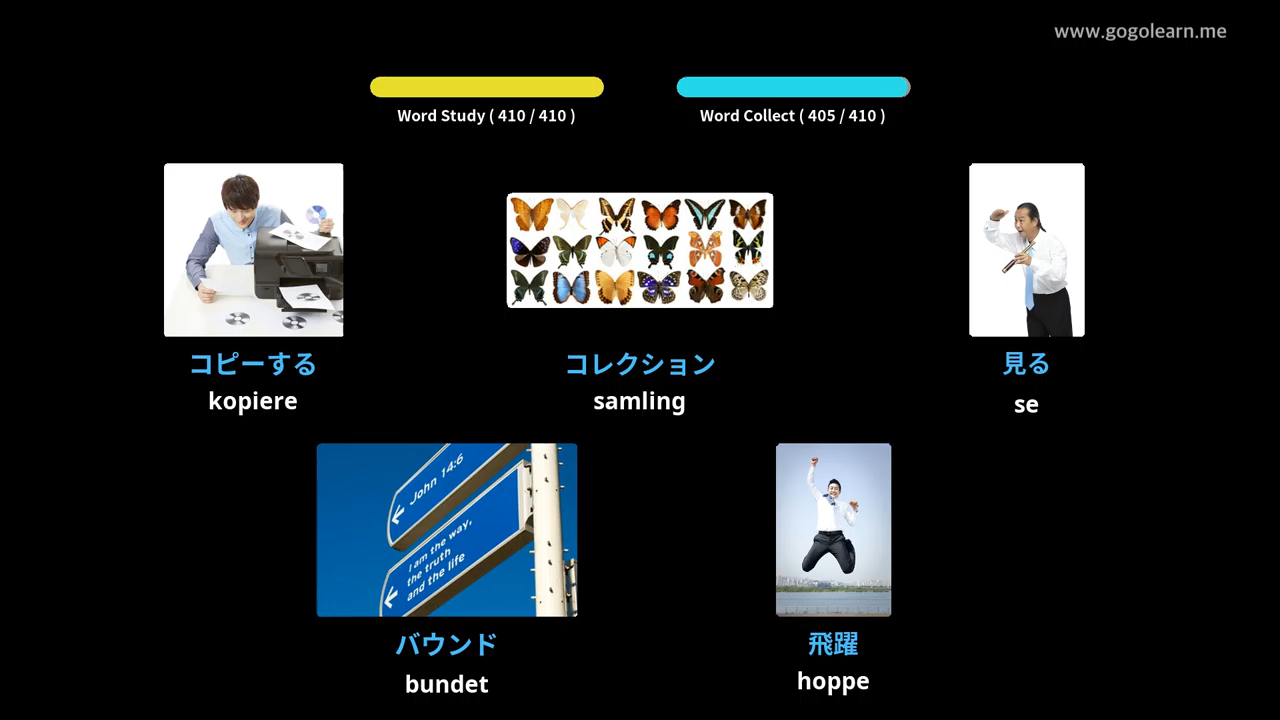 www.gogolearn.me
Word Study ( 410 / 410 )
Word Collect ( 405 / 410 )
コピーする
kopiere
コレクション
samling
見る
se
John 14:6
I am the way,
the truth
and the life
バウンド
bundet
飛躍
hoppe